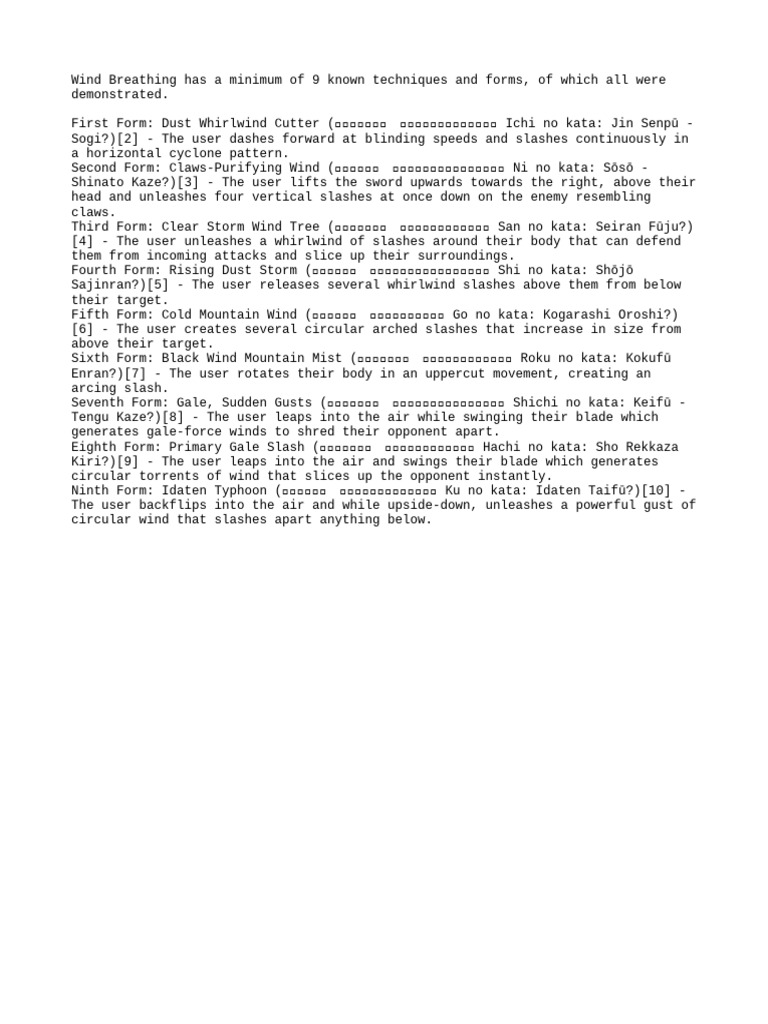 Wind Breathing has a minimum of 9 known techniques and forms, of which all were
demonstrated.
First Form: Dust Whirlwind Cutter ( Ichi no kata: Jin Senpū -
Sogi?)[2] - The user dashes forward at blinding speeds and slashes continuously in
a horizontal cyclone pattern.
Second Form: Claws-Purifying Wind ( Ni no kata: Sōsō -
Shinato Kaze?)[3] - The user lifts the sword upwards towards the right, above their
head and unleashes four vertical slashes at once down on the enemy resembling
claws.
Third Form: Clear Storm Wind Tree ( San no kata: Seiran Fūju?)
[4] - The user unleashes a whirlwind of slashes around their body that can defend
them from incoming attacks and slice up their surroundings.
Fourth Form: Rising Dust Storm ( Shi no kata: Shōjō
Sajinran?)[5] - The user releases several whirlwind slashes above them from below
their target.
Fifth Form: Cold Mountain Wind ( Go no kata: Kogarashi Oroshi?)
[6] - The user creates several circular arched slashes that increase in size from
above their target.
Sixth Form: Black Wind Mountain Mist ( Roku no kata: Kokufū
Enran?)[7] - The user rotates their body in an uppercut movement, creating an
arcing slash.
Seventh Form: Gale, Sudden Gusts ( Shichi no kata: Keifū -
Tengu Kaze?)[8] - The user leaps into the air while swinging their blade which
generates gale-force winds to shred their opponent apart.
Eighth Form: Primary Gale Slash ( Hachi no kata: Sho Rekkaza
Kiri?)[9] - The user leaps into the air and swings their blade which generates
circular torrents of wind that slices up the opponent instantly.
Ninth Form: Idaten Typhoon ( Ku no kata: Idaten Taifū?)[10] -
The user backflips into the air and while upside-down, unleashes a powerful gust of
circular wind that slashes apart anything below.